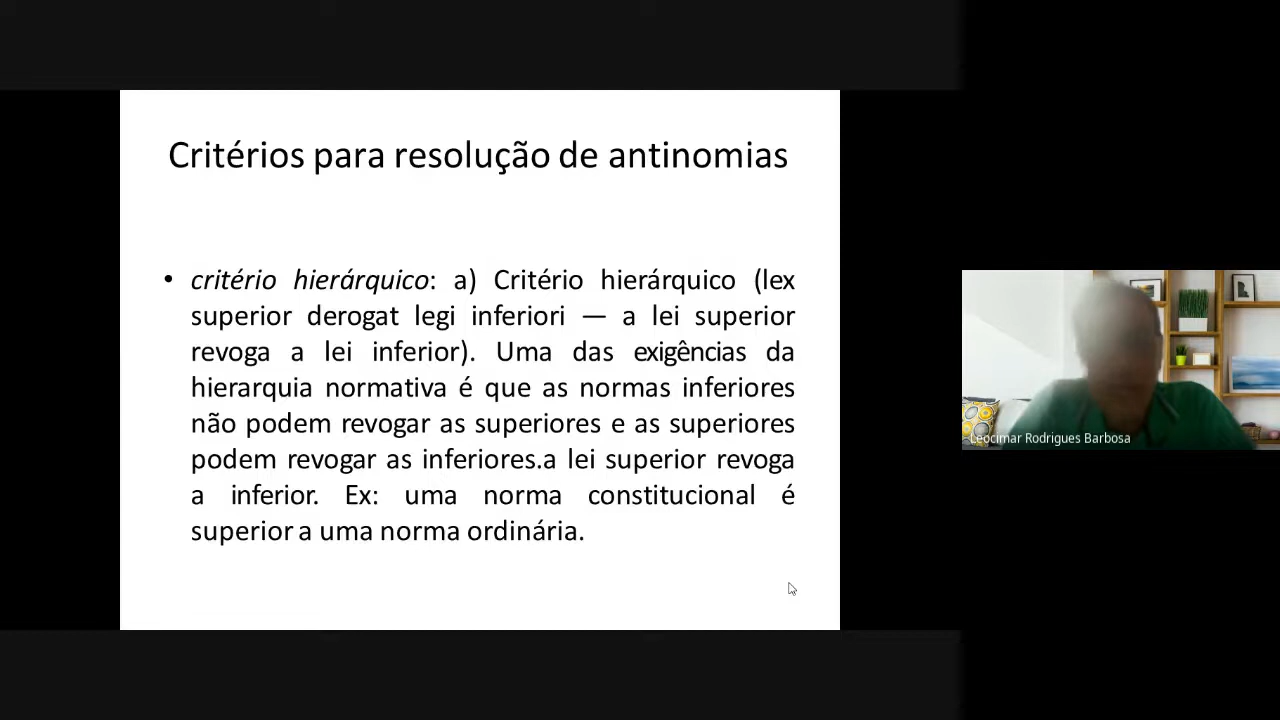 Critérios para resolução de antinomias
• critério hierárquico: a) Critério hierárquico (lex
superior derogat legi inferiori — a lei superior
revoga a lei inferior). Uma das exigências da
hierarquia normativa é que as normas inferiores
não podem revogar as superiores e as superiores
podem revogar as inferiores.a lei superior revoga
a inferior. Ex: uma norma constitucional é
superior a uma norma ordinária.
Leocimar Rodrigues Barbosa